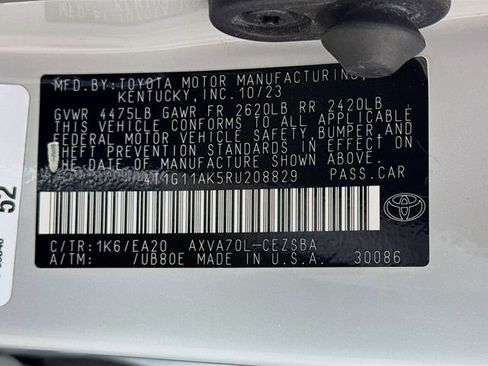 MFD.BY:TOYOTA MOTOR MANUFACTURING,
KENTUCKY, INC. 10/23
GVWR 4475LB GAWR FR 2620LB RR 2420LB
THIS VEHICLE CONFORMS TO ALL APPLICABLE
FEDERAL MOTOR VEHICLE SAFETY, BUMPER, AND
THEFT PREVENTION STANDARDS IN EFFECT ON
THE DATE OF MANUFACTURE SHOWN ABOVE.
4T1G11AK5RU208829 PASS.CAR
C/TR: 1K6/EA20 AXVA70L-CEZSBA
A/TM: /UB80E MADE IN U.S.A. 30086
TOYOTA
52